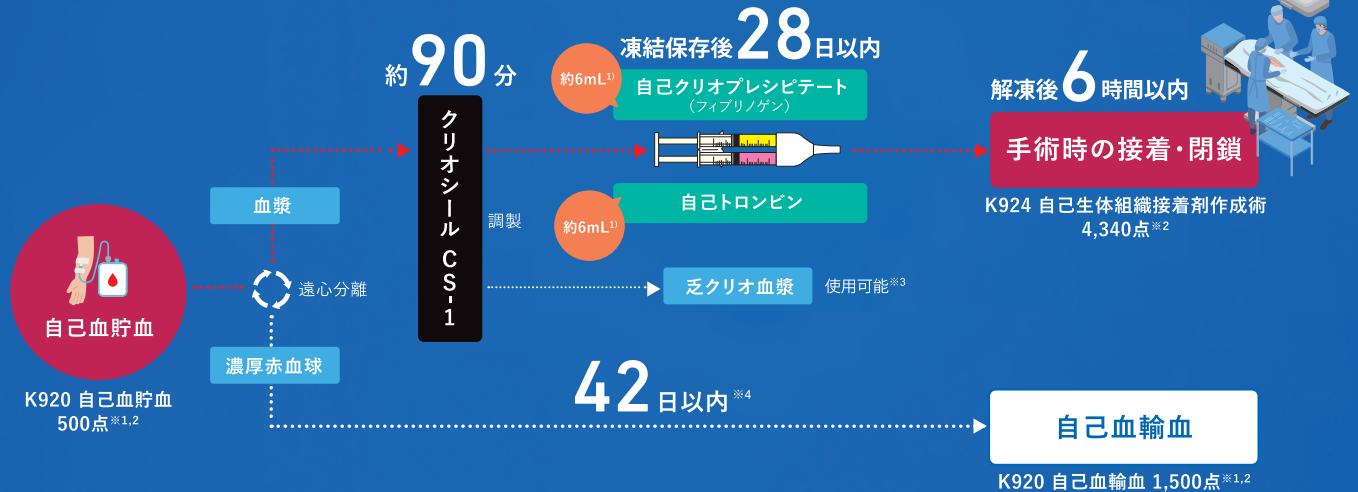 約90分
凍結保存後28日以内
解凍後6時間以内
約6mL1)
自己クリオプレシピテート
（フィブリノゲン）
クリオシール CS-1
手術時の接着・閉鎖
血漿
調製
約6mL1)
自己トロンビン
K924 自己生体組織接着剤作成術
4,340点※2
遠心分離
乏クリオ血漿
使用可能※3
自己血貯血
濃厚赤血球
K920 自己血貯血
500点※1,2
42日以内※4
自己血輸血
K920 自己血輸血 1,500点※1,2